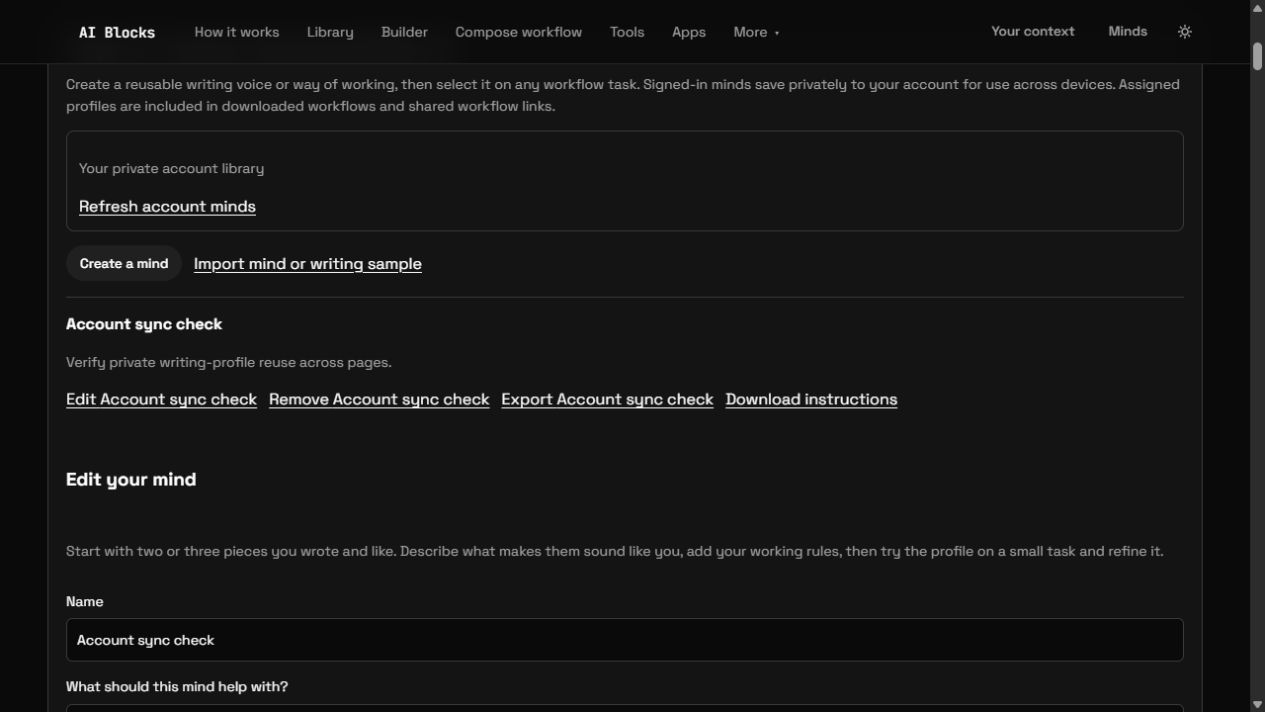 AI Blocks How it works Library Builder Compose workflow Tools Apps More ▾ Your context Minds
Create a reusable writing voice or way of working, then select it on any workflow task. Signed-in minds save privately to your account for use across devices. Assigned
profiles are included in downloaded workflows and shared workflow links.
Your private account library
Refresh account minds
Create a mind Import mind or writing sample
Account sync check
Verify private writing-profile reuse across pages.
Edit Account sync check Remove Account sync check Export Account sync check Download instructions
Edit your mind
Start with two or three pieces you wrote and like. Describe what makes them sound like you, add your working rules, then try the profile on a small task and refine it.
Name
Account sync check
What should this mind help with?